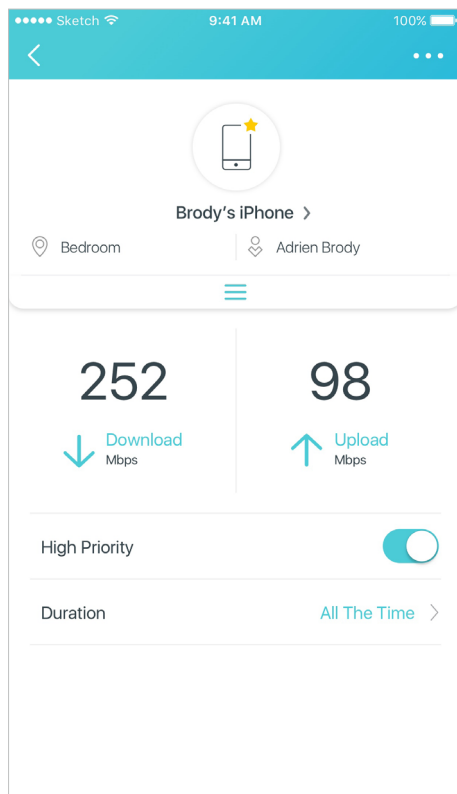 Sketch 9:41 AM 100%
Brody's iPhone
Bedroom Adrien Brody
252 98
Download Upload
Mbps Mbps
High Priority
Duration All The Time